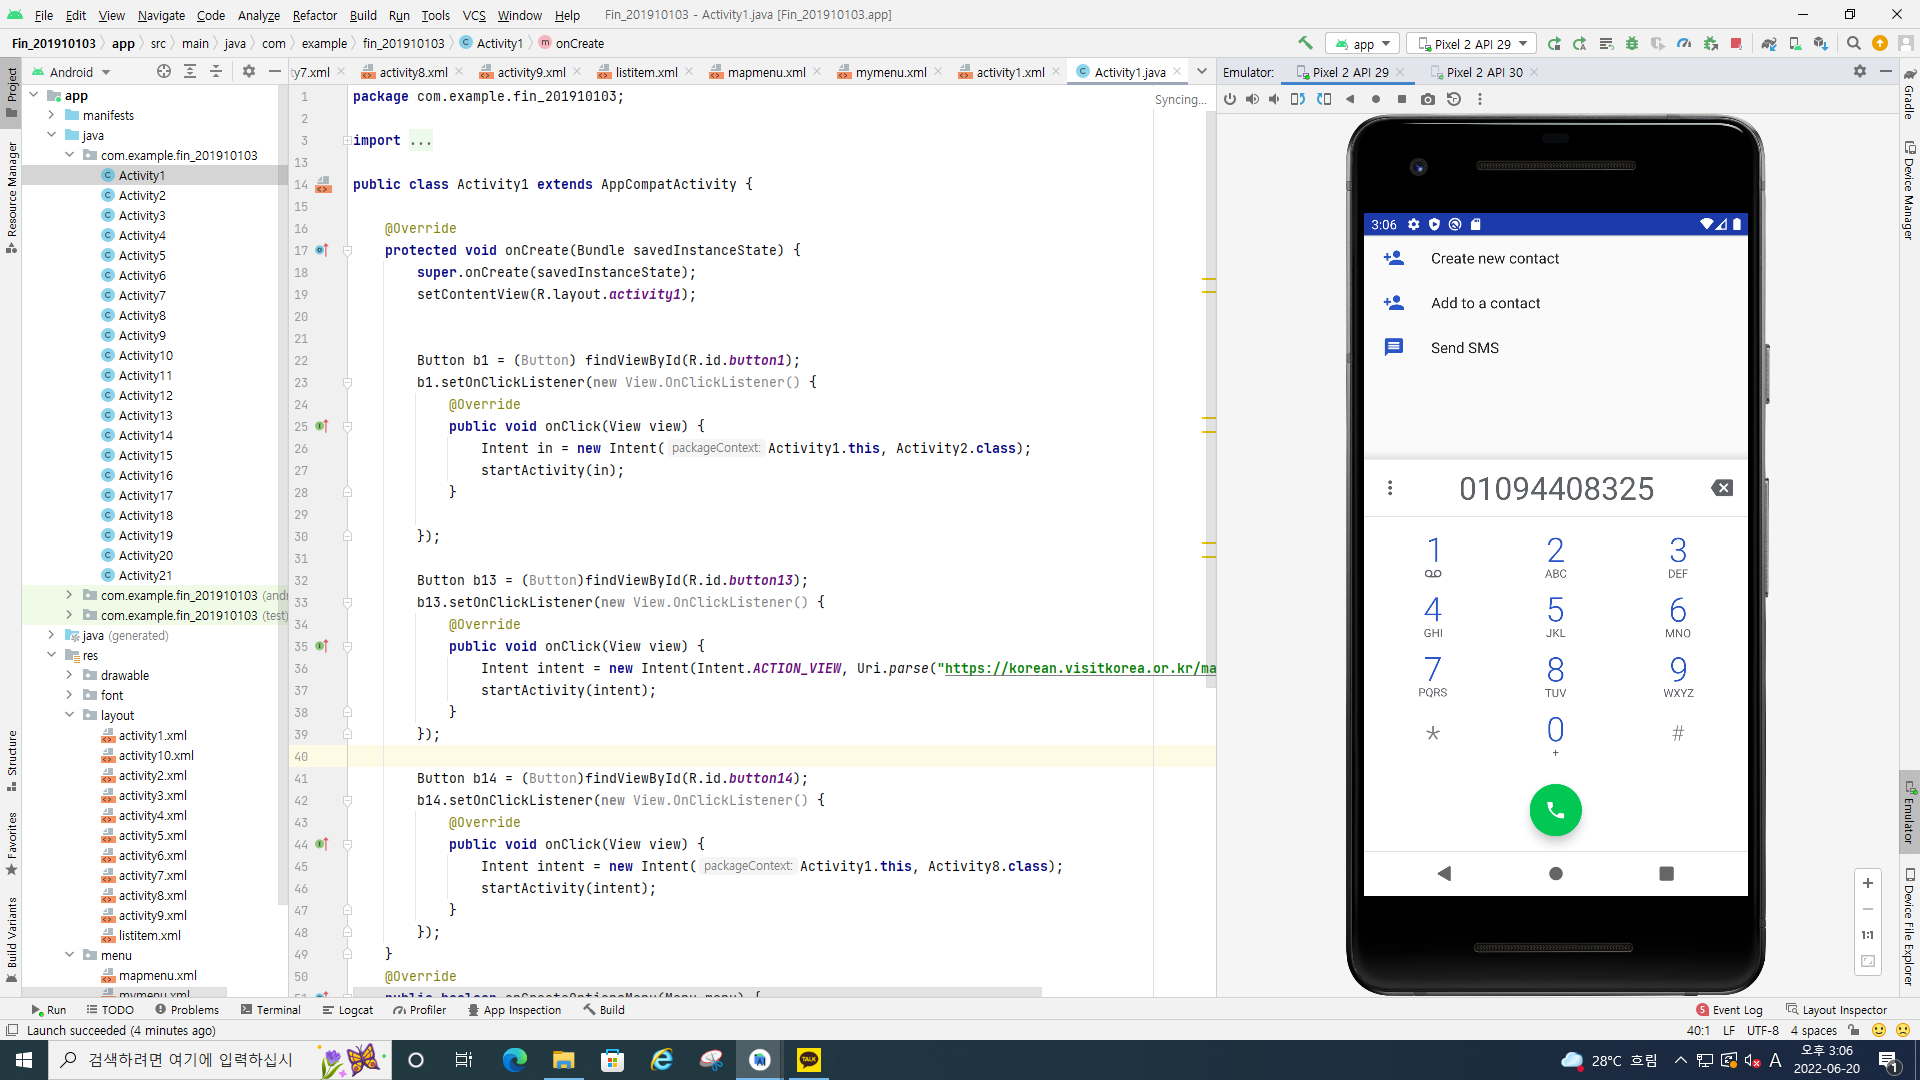 File Edit View Navigate Code Analyze Refactor Build Run Tools VCS Window Help Fin_201910103 - Activity1.java [Fin_201910103.app]
Fin_201910103 app src main java com example fin_201910103 Activity1 onCreate
app Pixel 2 API 29
Android
ty7.xml activity8.xml activity9.xml listitem.xml mapmenu.xml mymenu.xml activity1.xml Activity1.java
Emulator: Pixel 2 API 29 Pixel 2 API 30
Project
Resource Manager
Structure
Favorites
Build Variants
app
manifests
java
com.example.fin_201910103
Activity1
Activity2
Activity3
Activity4
Activity5
Activity6
Activity7
Activity8
Activity9
Activity10
Activity11
Activity12
Activity13
Activity14
Activity15
Activity16
Activity17
Activity18
Activity19
Activity20
Activity21
com.example.fin_201910103 (andr
com.example.fin_201910103 (test)
java (generated)
res
drawable
font
layout
activity1.xml
activity10.xml
activity2.xml
activity3.xml
activity4.xml
activity5.xml
activity6.xml
activity7.xml
activity8.xml
activity9.xml
listitem.xml
menu
mapmenu.xml
mymenu.xml
Syncing...
1 package com.example.fin_201910103;
2
3 import ...
13
14 public class Activity1 extends AppCompatActivity {
15
16 @Override
17 protected void onCreate(Bundle savedInstanceState) {
18 super.onCreate(savedInstanceState);
19 setContentView(R.layout.activity1);
20
21
22 Button b1 = (Button) findViewById(R.id.button1);
23 b1.setOnClickListener(new View.OnClickListener() {
24 @Override
25 public void onClick(View view) {
26 Intent in = new Intent( packageContext: Activity1.this, Activity2.class);
27 startActivity(in);
28 }
29
30 });
31
32 Button b13 = (Button)findViewById(R.id.button13);
33 b13.setOnClickListener(new View.OnClickListener() {
34 @Override
35 public void onClick(View view) {
36 Intent intent = new Intent(Intent.ACTION_VIEW, Uri.parse("https://korean.visitkorea.or.kr/ma
37 startActivity(intent);
38 }
39 });
40
41 Button b14 = (Button)findViewById(R.id.button14);
42 b14.setOnClickListener(new View.OnClickListener() {
43 @Override
44 public void onClick(View view) {
45 Intent intent = new Intent( packageContext: Activity1.this, Activity8.class);
46 startActivity(intent);
47 }
48 });
49 }
50 @Override
51 public boolean onCreateOptionsMenu(Menu menu) {
3:06
Create new contact
Add to a contact
Send SMS
01094408325
1 2 3
ABC DEF
4 5 6
GHI JKL MNO
7 8 9
PQRS TUV WXYZ
* 0 #
+
1:1
Gradle
Device Manager
Emulator
Device File Explorer
Run TODO Problems Terminal Logcat Profiler App Inspection Build
5 Event Log Layout Inspector
Launch succeeded (4 minutes ago)
40:1 LF UTF-8 4 spaces
검색하려면 여기에 입력하십시
TALK
28°C 흐림 A 오후 3:06
2022-06-20
1